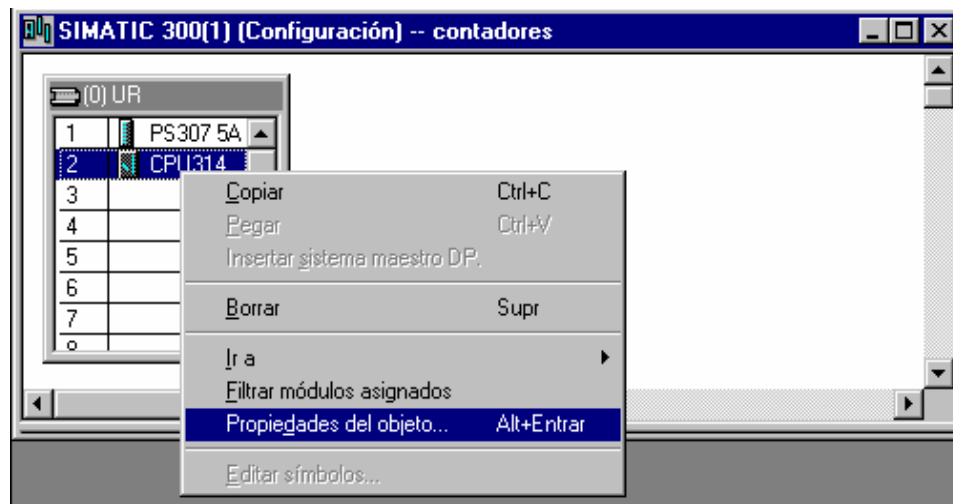 SIMATIC 300(1) (Configuración) -- contadores
(0) UR
1 PS307 5A
2 CPU314
3
4
5
6
7
8
Copiar Ctrl+C
Pegar Ctrl+V
Insertar sistema maestro DP.
Borrar Supr
Ir a
Filtrar módulos asignados
Propiedades del objeto... Alt+Entrar
Editar símbolos...